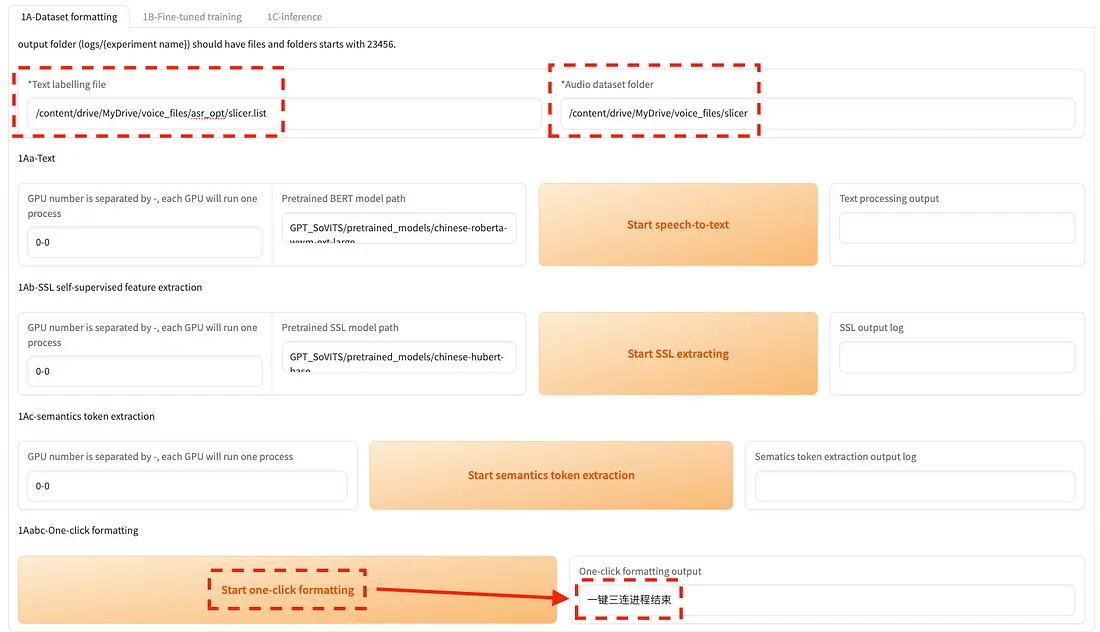 1A-Dataset formatting 1B-Fine-tuned training 1C-inference
output folder (logs/{experiment name}) should have files and folders starts with 23456.
*Text labelling file
/content/drive/MyDrive/voice_files/asr_opt/slicer.list
*Audio dataset folder
/content/drive/MyDrive/voice_files/slicer
1Aa-Text
GPU number is separated by -, each GPU will run one
process
0-0
Pretrained BERT model path
GPT_SoVITS/pretrained_models/chinese-roberta-
wwm-ext-large
Start speech-to-text
Text processing output
1Ab-SSL self-supervised feature extraction
GPU number is separated by -, each GPU will run one
process
0-0
Pretrained SSL model path
GPT_SoVITS/pretrained_models/chinese-hubert-
base
Start SSL extracting
SSL output log
1Ac-semantics token extraction
GPU number is separated by -, each GPU will run one process
0-0
Start semantics token extraction
Sematics token extraction output log
1Aabc-One-click formatting
Start one-click formatting
One-click formatting output
一键三连进程结束